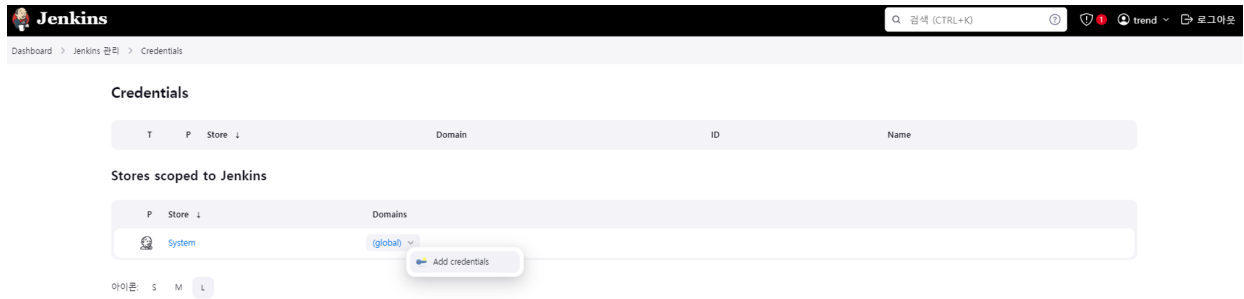 Jenkins
검색 (CTRL+K)
?
1
trend
로그아웃
Dashboard > Jenkins 관리 > Credentials
Credentials
T P Store ↓ Domain ID Name
Stores scoped to Jenkins
P Store ↓ Domains
System (global)
Add credentials
아이콘: S M L